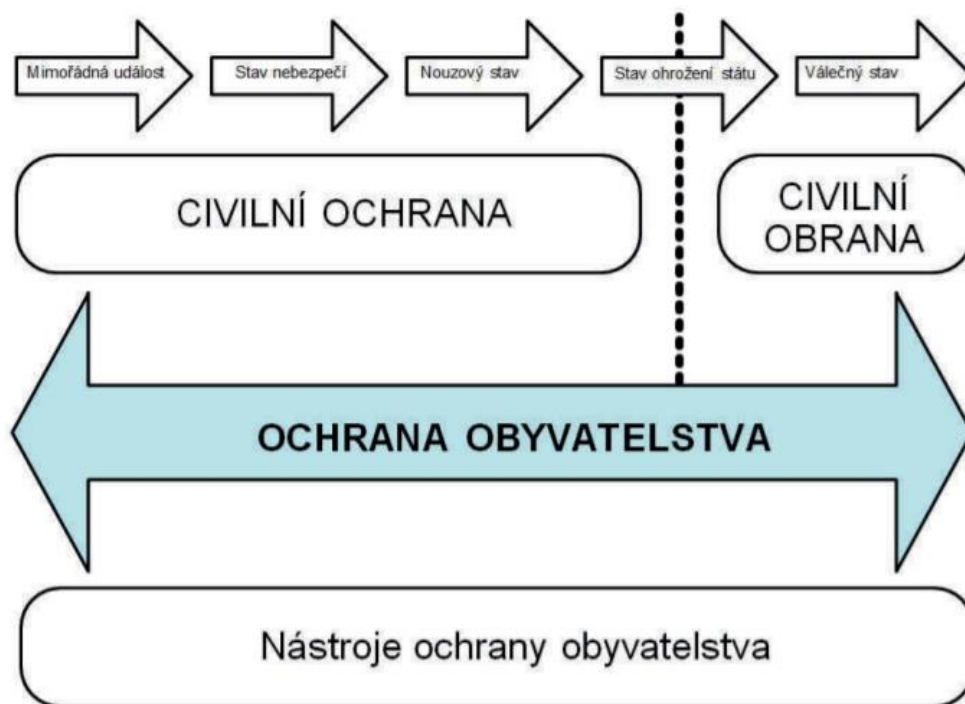 Mimořádná událost
Stav nebezpečí
Nouzový stav
Stav ohrožení státu
Válečný stav
CIVILNÍ OCHRANA
CIVILNÍ
OBRANA
OCHRANA OBYVATELSTVA
Nástroje ochrany obyvatelstva